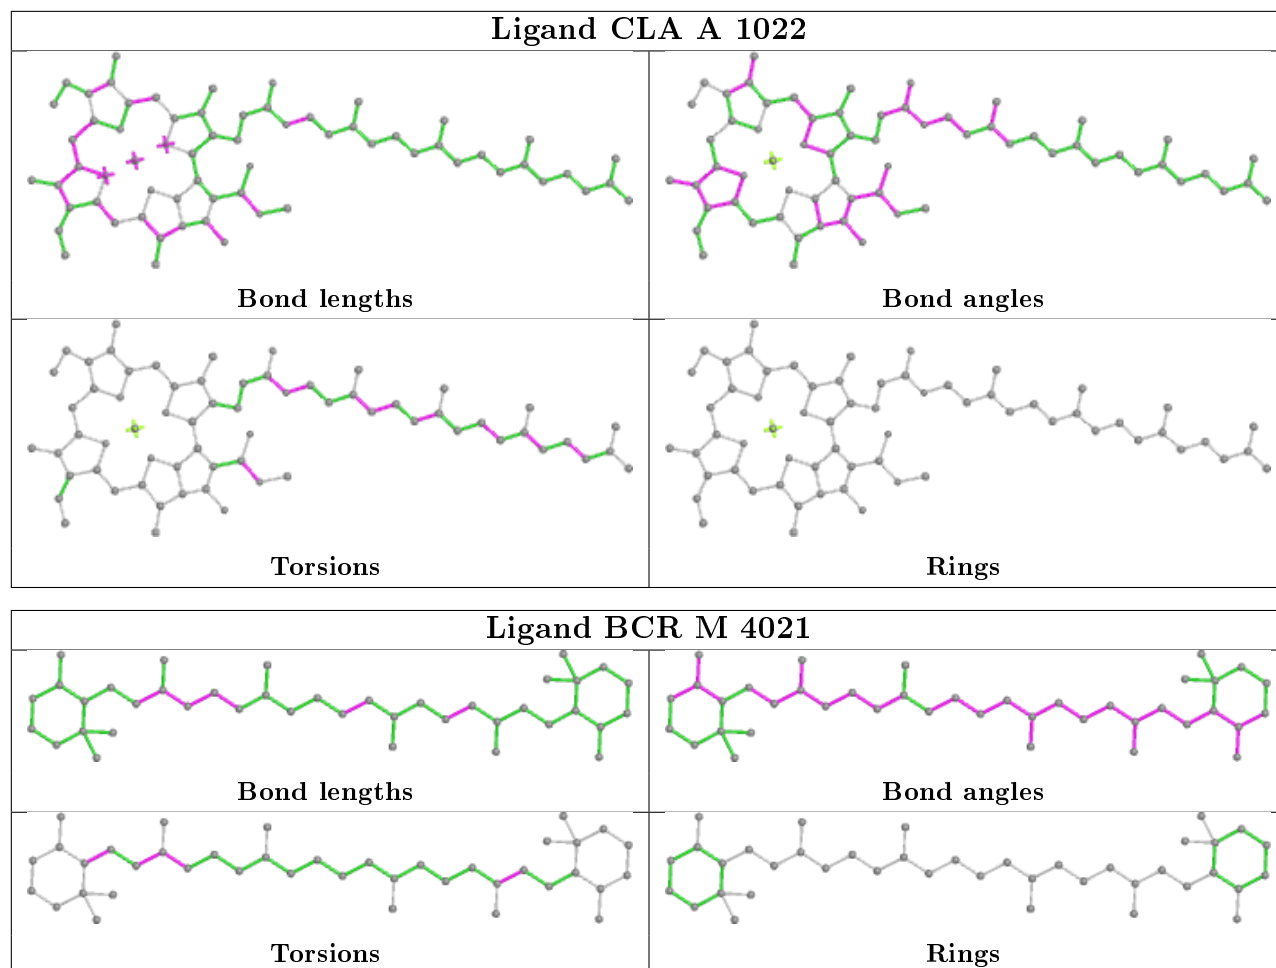 Ligand CLA A 1022
Bond lengths
Bond angles
Torsions
Rings
Ligand BCR M 4021
Bond lengths
Bond angles
Torsions
Rings